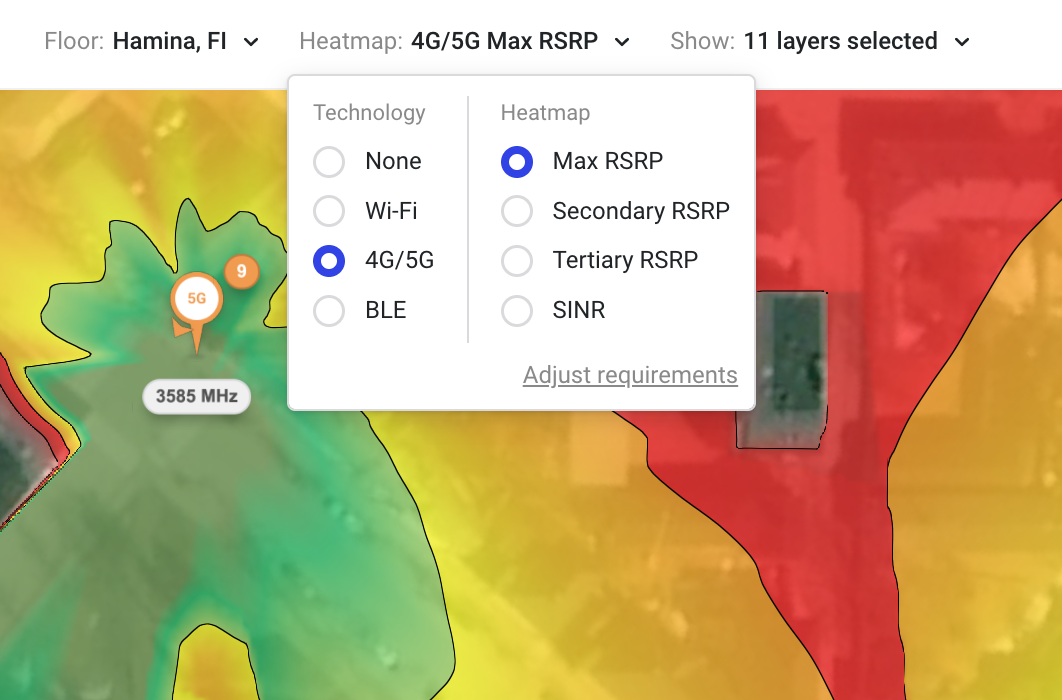 Floor: Hamina, FI Heatmap: 4G/5G Max RSRP Show: 11 layers selected
Technology
None
Wi-Fi
4G/5G
BLE
Heatmap
Max RSRP
Secondary RSRP
Tertiary RSRP
SINR
Adjust requirements
9
5G
3585 MHz